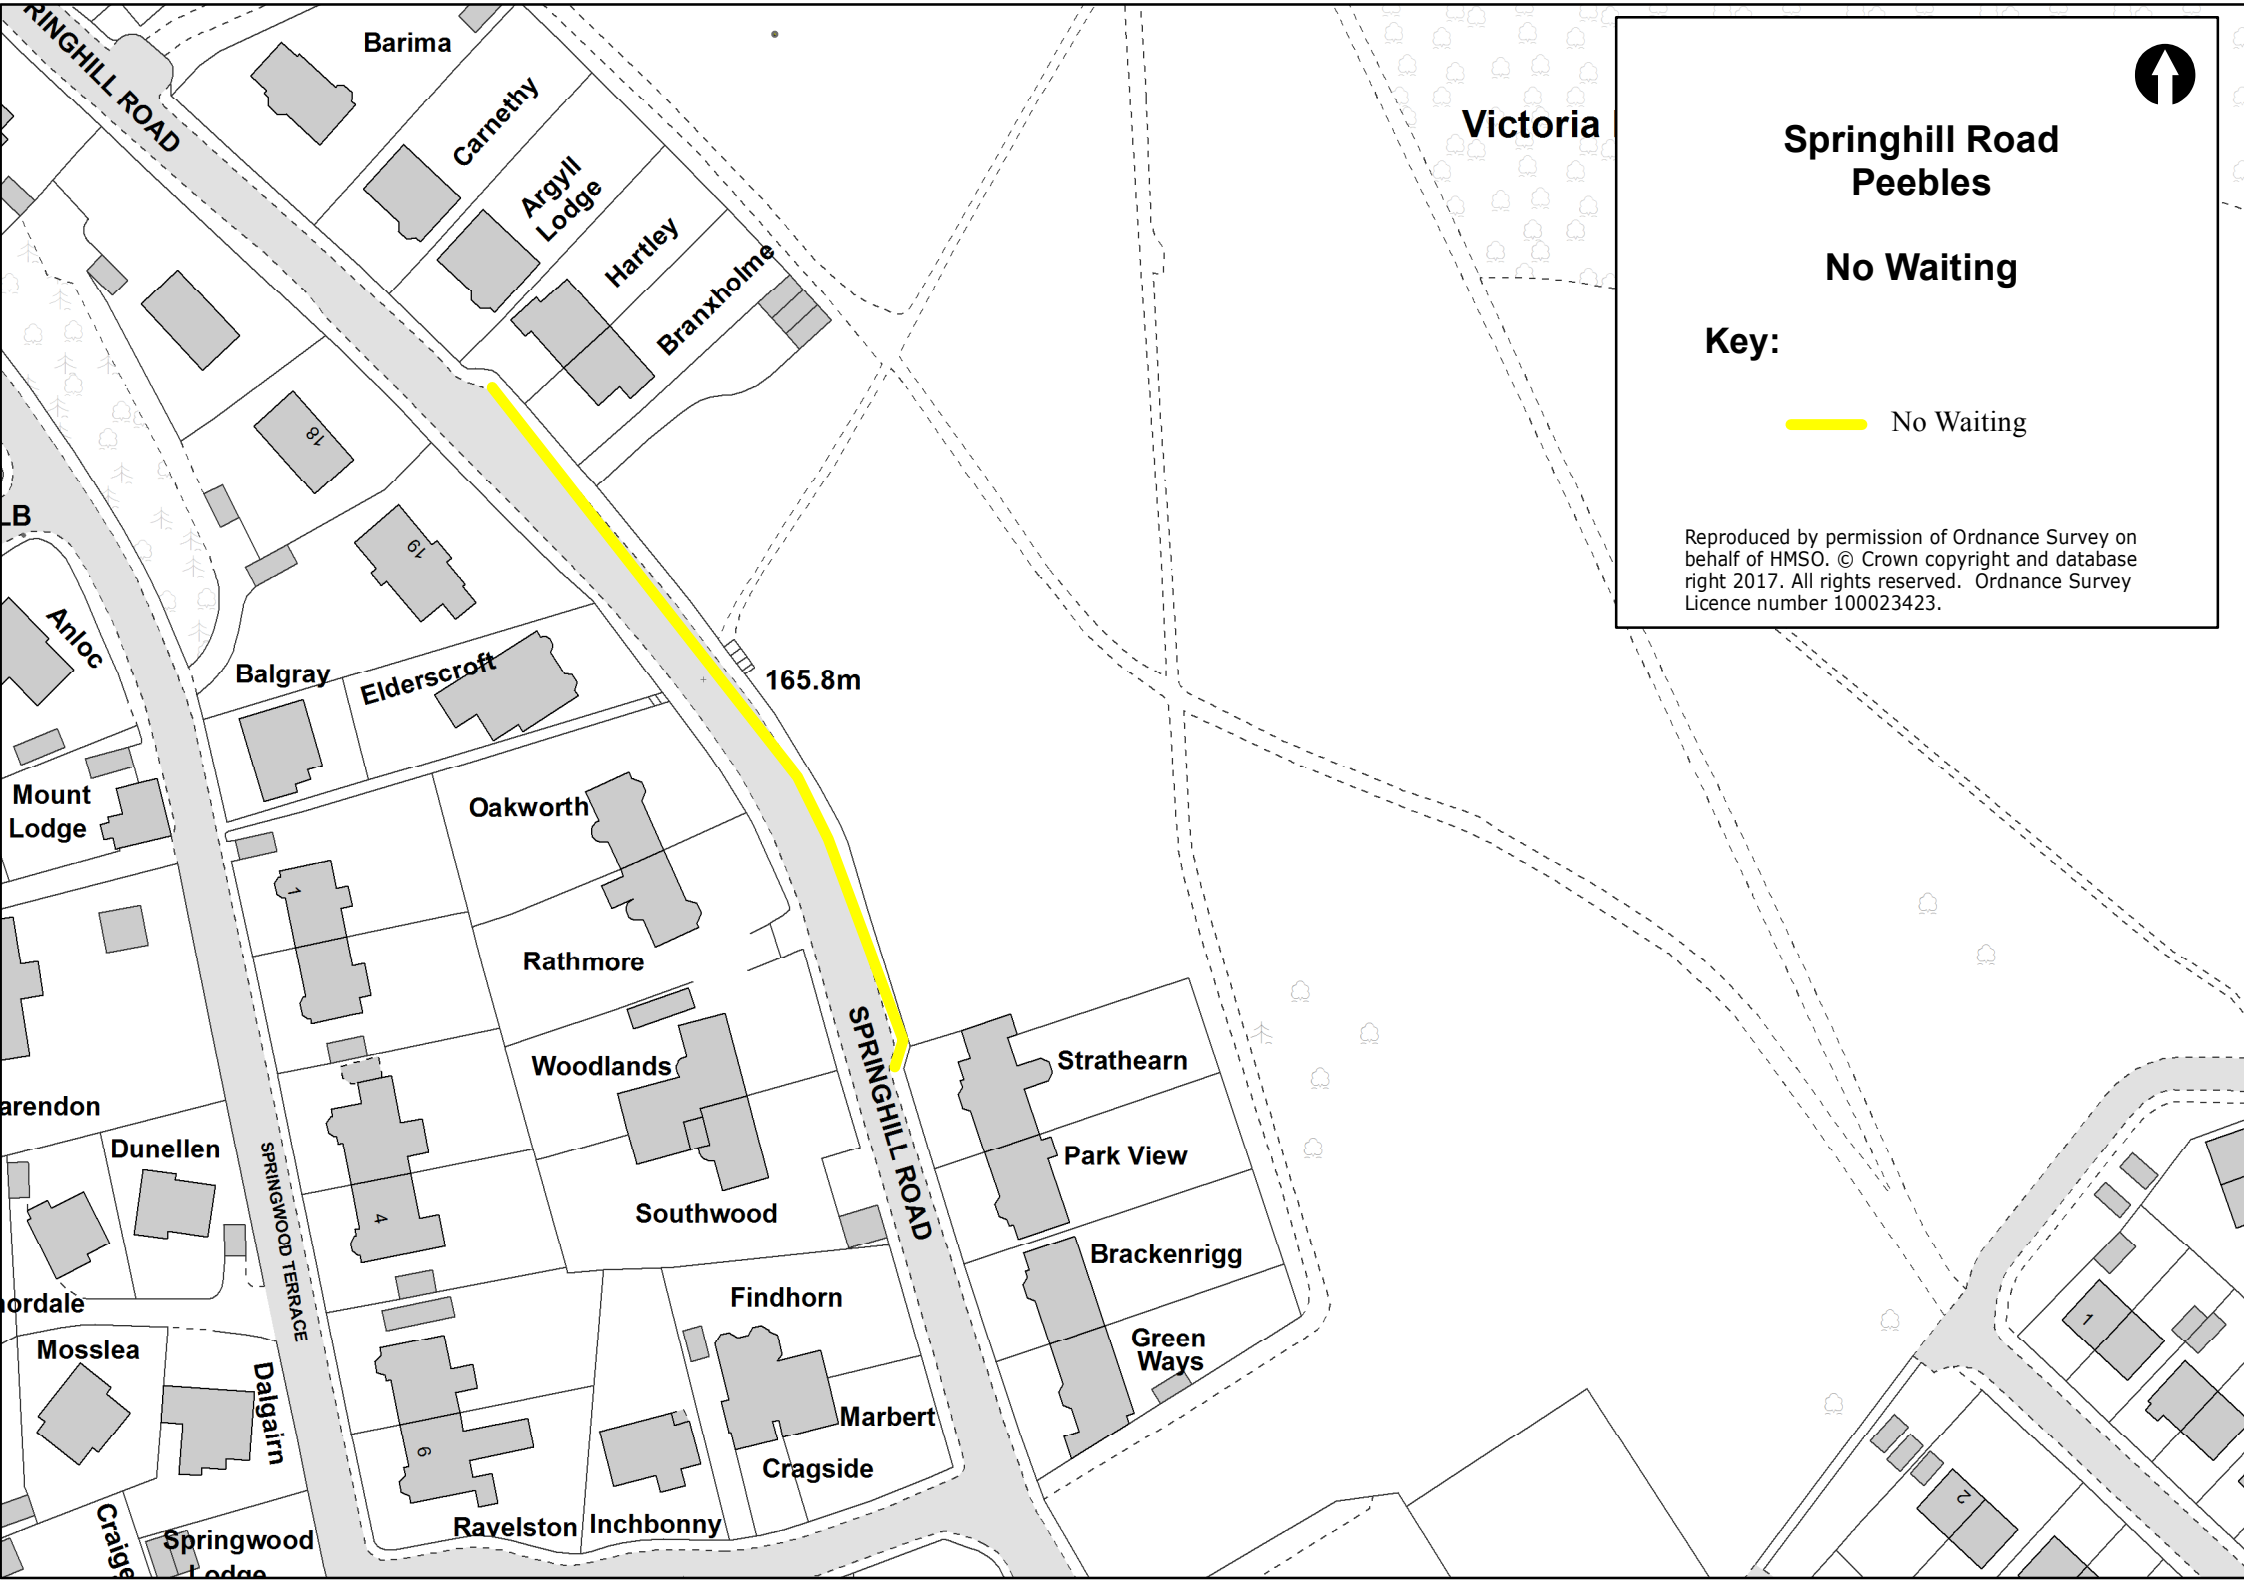 Springhill Road
Peebles
No Waiting
Key:
No Waiting
Reproduced by permission of Ordnance Survey on
behalf of HMSO. © Crown copyright and database
right 2017. All rights reserved. Ordnance Survey
Licence number 100023423.
RINGHILL ROAD
Barima
Carnethy
Argyll
Lodge
Hartley
Branxholme
Victoria
18
19
LB
Anloc
Balgray
Elderscroft
165.8m
Mount
Lodge
Oakworth
1
Rathmore
Woodlands
SPRINGHILL ROAD
Strathearn
Park View
arendon
Dunellen
SPRINGWOOD TERRACE
4
Southwood
Brackenrigg
Findhorn
Green
Ways
nordale
Mosslea
Dalgairn
Marbert
Cragside
6
Ravelston
Inchbonny
Craige
Springwood
Lodge
1
2